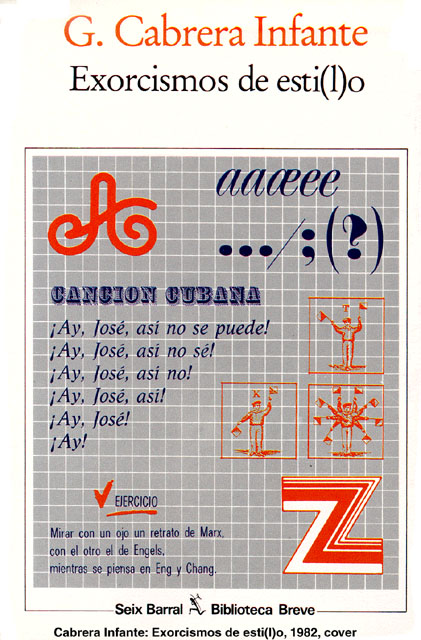 G. Cabrera Infante
Exorcismos de esti(l)o
A
aaæee
.../;(?)
CANCION CUBANA
¡Ay, José, así no se puede!
¡Ay, José, así no sé!
¡Ay, José, así no!
¡Ay, José, así!
¡Ay, José!
¡Ay!
X
EJERCICIO
Mirar con un ojo un retrato de Marx,
con el otro el de Engels,
mientras se piensa en Eng y Chang.
Z
Seix Barral Biblioteca Breve
Cabrera Infante: Exorcismos de esti(l)o, 1982, cover